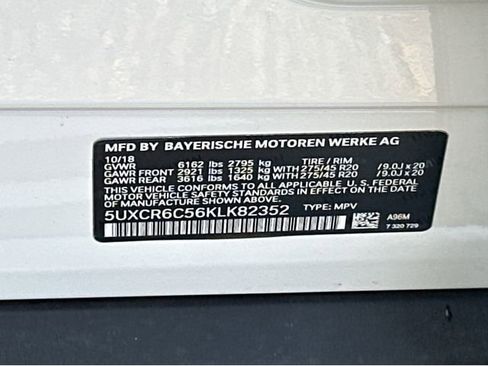 MFD BY BAYERISCHE MOTOREN WERKE AG
10/18
GVWR 6162 lbs 2795 kg TIRE / RIM
GAWR FRONT 2921 lbs 1325 kg WITH 275/45 R20 /9.0J x 20
GAWR REAR 3616 lbs 1640 kg WITH 275/45 R20 /9.0J x 20
THIS VEHICLE CONFORMS TO ALL APPLICABLE U.S. FEDERAL MOTOR
VEHICLE SAFETY STANDARDS IN EFFECT ON THE DATE OF
MANUFACTURE SHOWN ABOVE.
5UXCR6C56KLK82352
TYPE: MPV
A96M
7 320 729